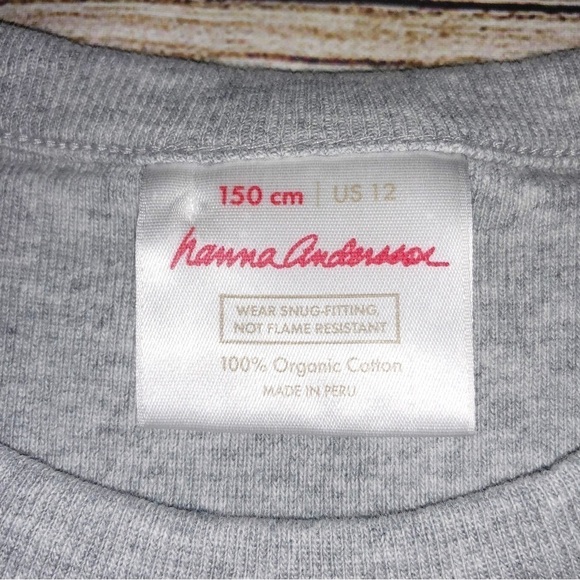 150 cm | US 12
hanna Andersson
WEAR SNUG-FITTING,
NOT FLAME RESISTANT
100% Organic Cotton
MADE IN PERU